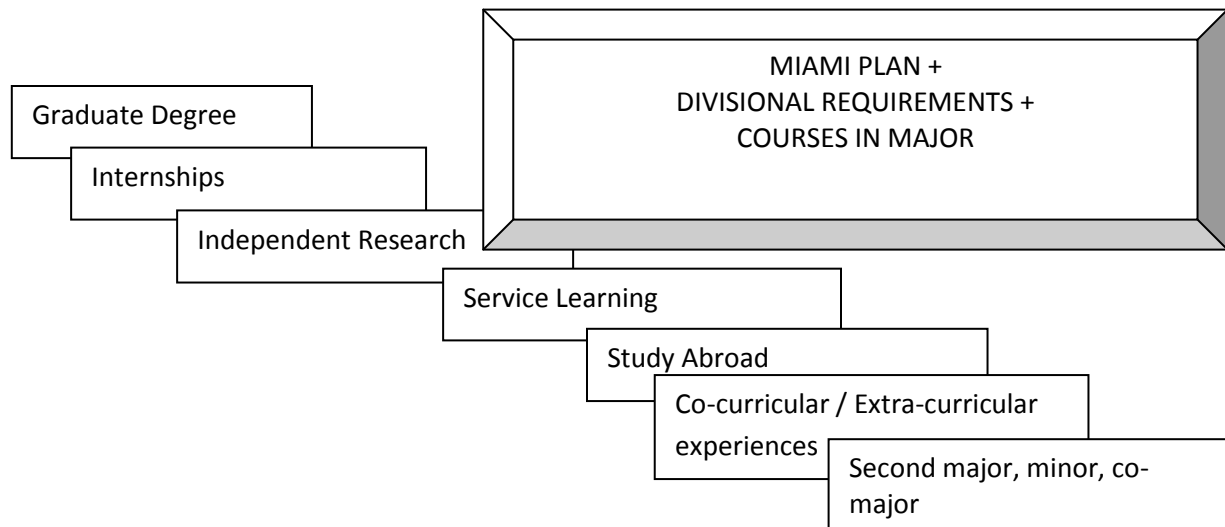 MIAMI PLAN +
DIVISIONAL REQUIREMENTS +
COURSES IN MAJOR
Graduate Degree
Internships
Independent Research
Service Learning
Study Abroad
Co-curricular / Extra-curricular
experiences
Second major, minor, co-
major